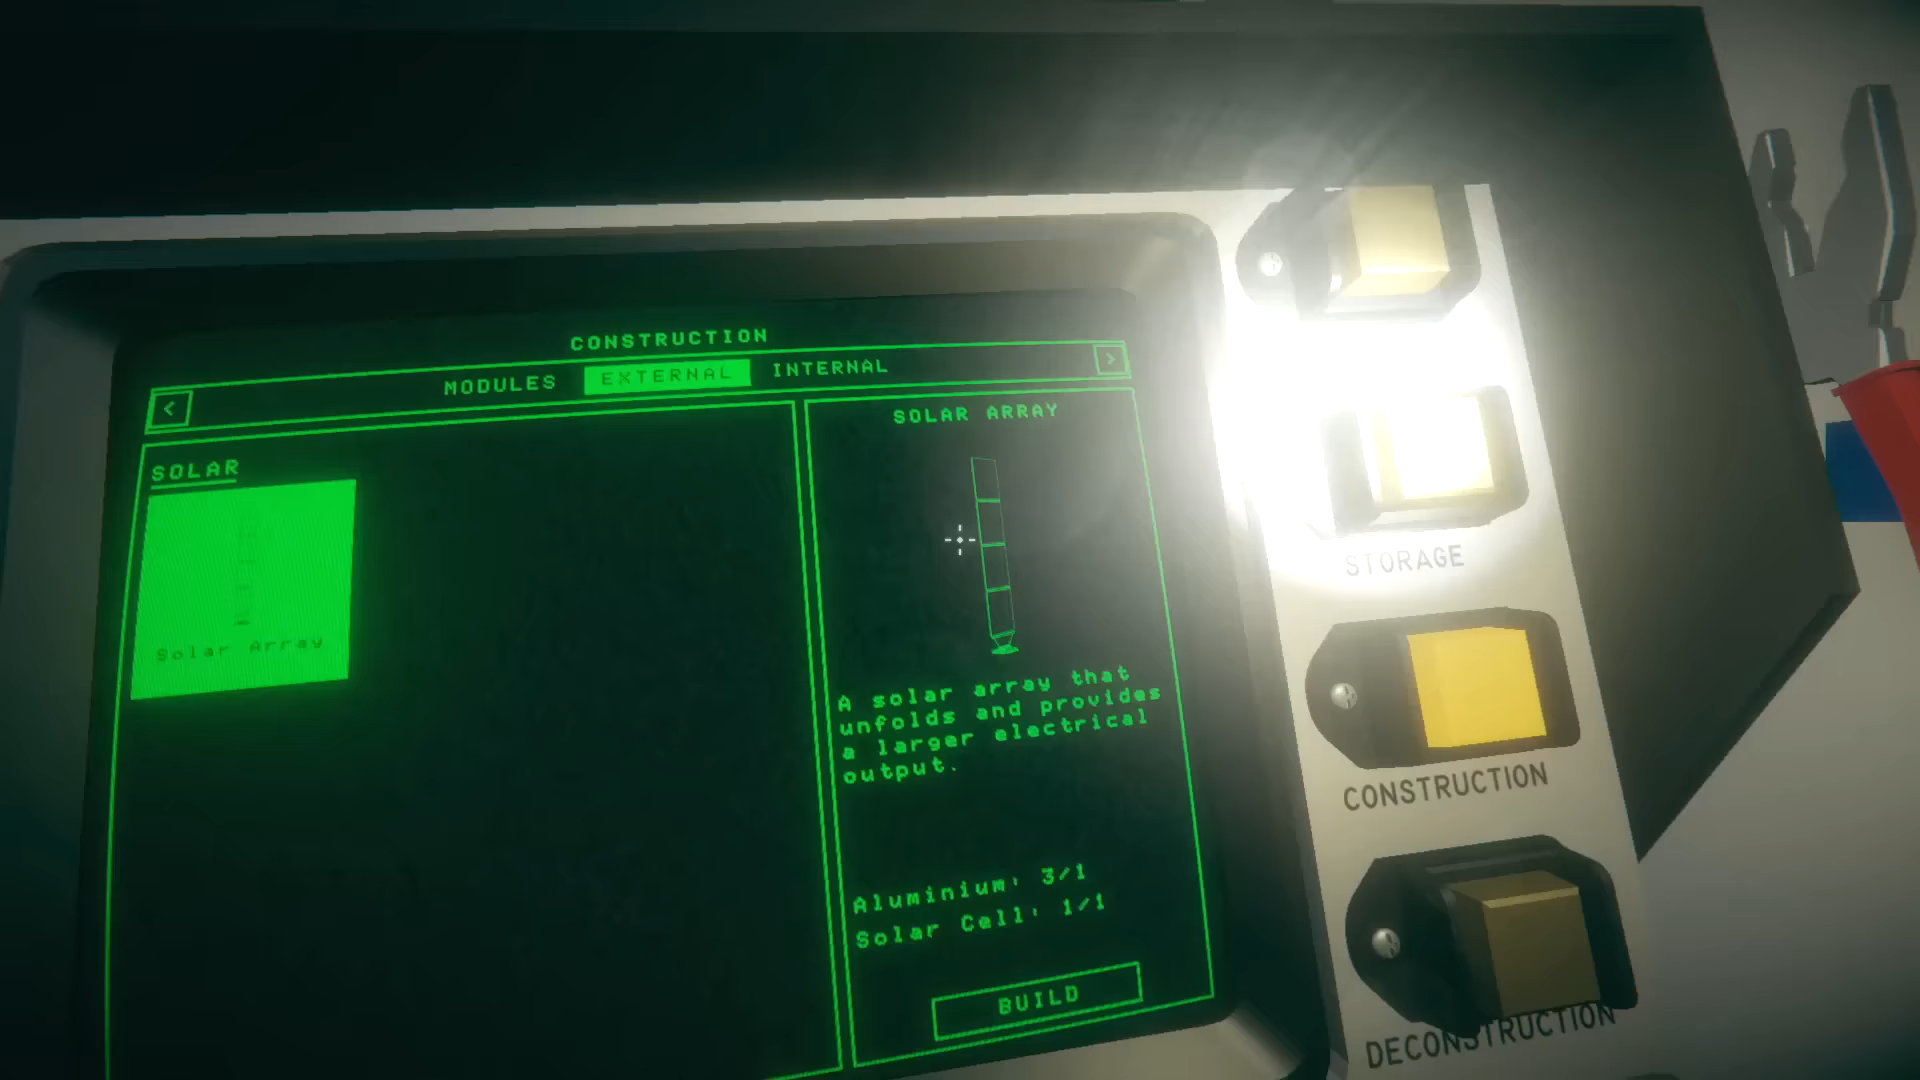 CONSTRUCTION
<
MODULES EXTERNAL INTERNAL
>
SOLAR
Solar Array
SOLAR ARRAY
A solar array that
unfolds and provides
a larger electrical
output.
Aluminium: 3/1
Solar Cell: 1/1
BUILD
STORAGE
CONSTRUCTION
DECONSTRUCTION